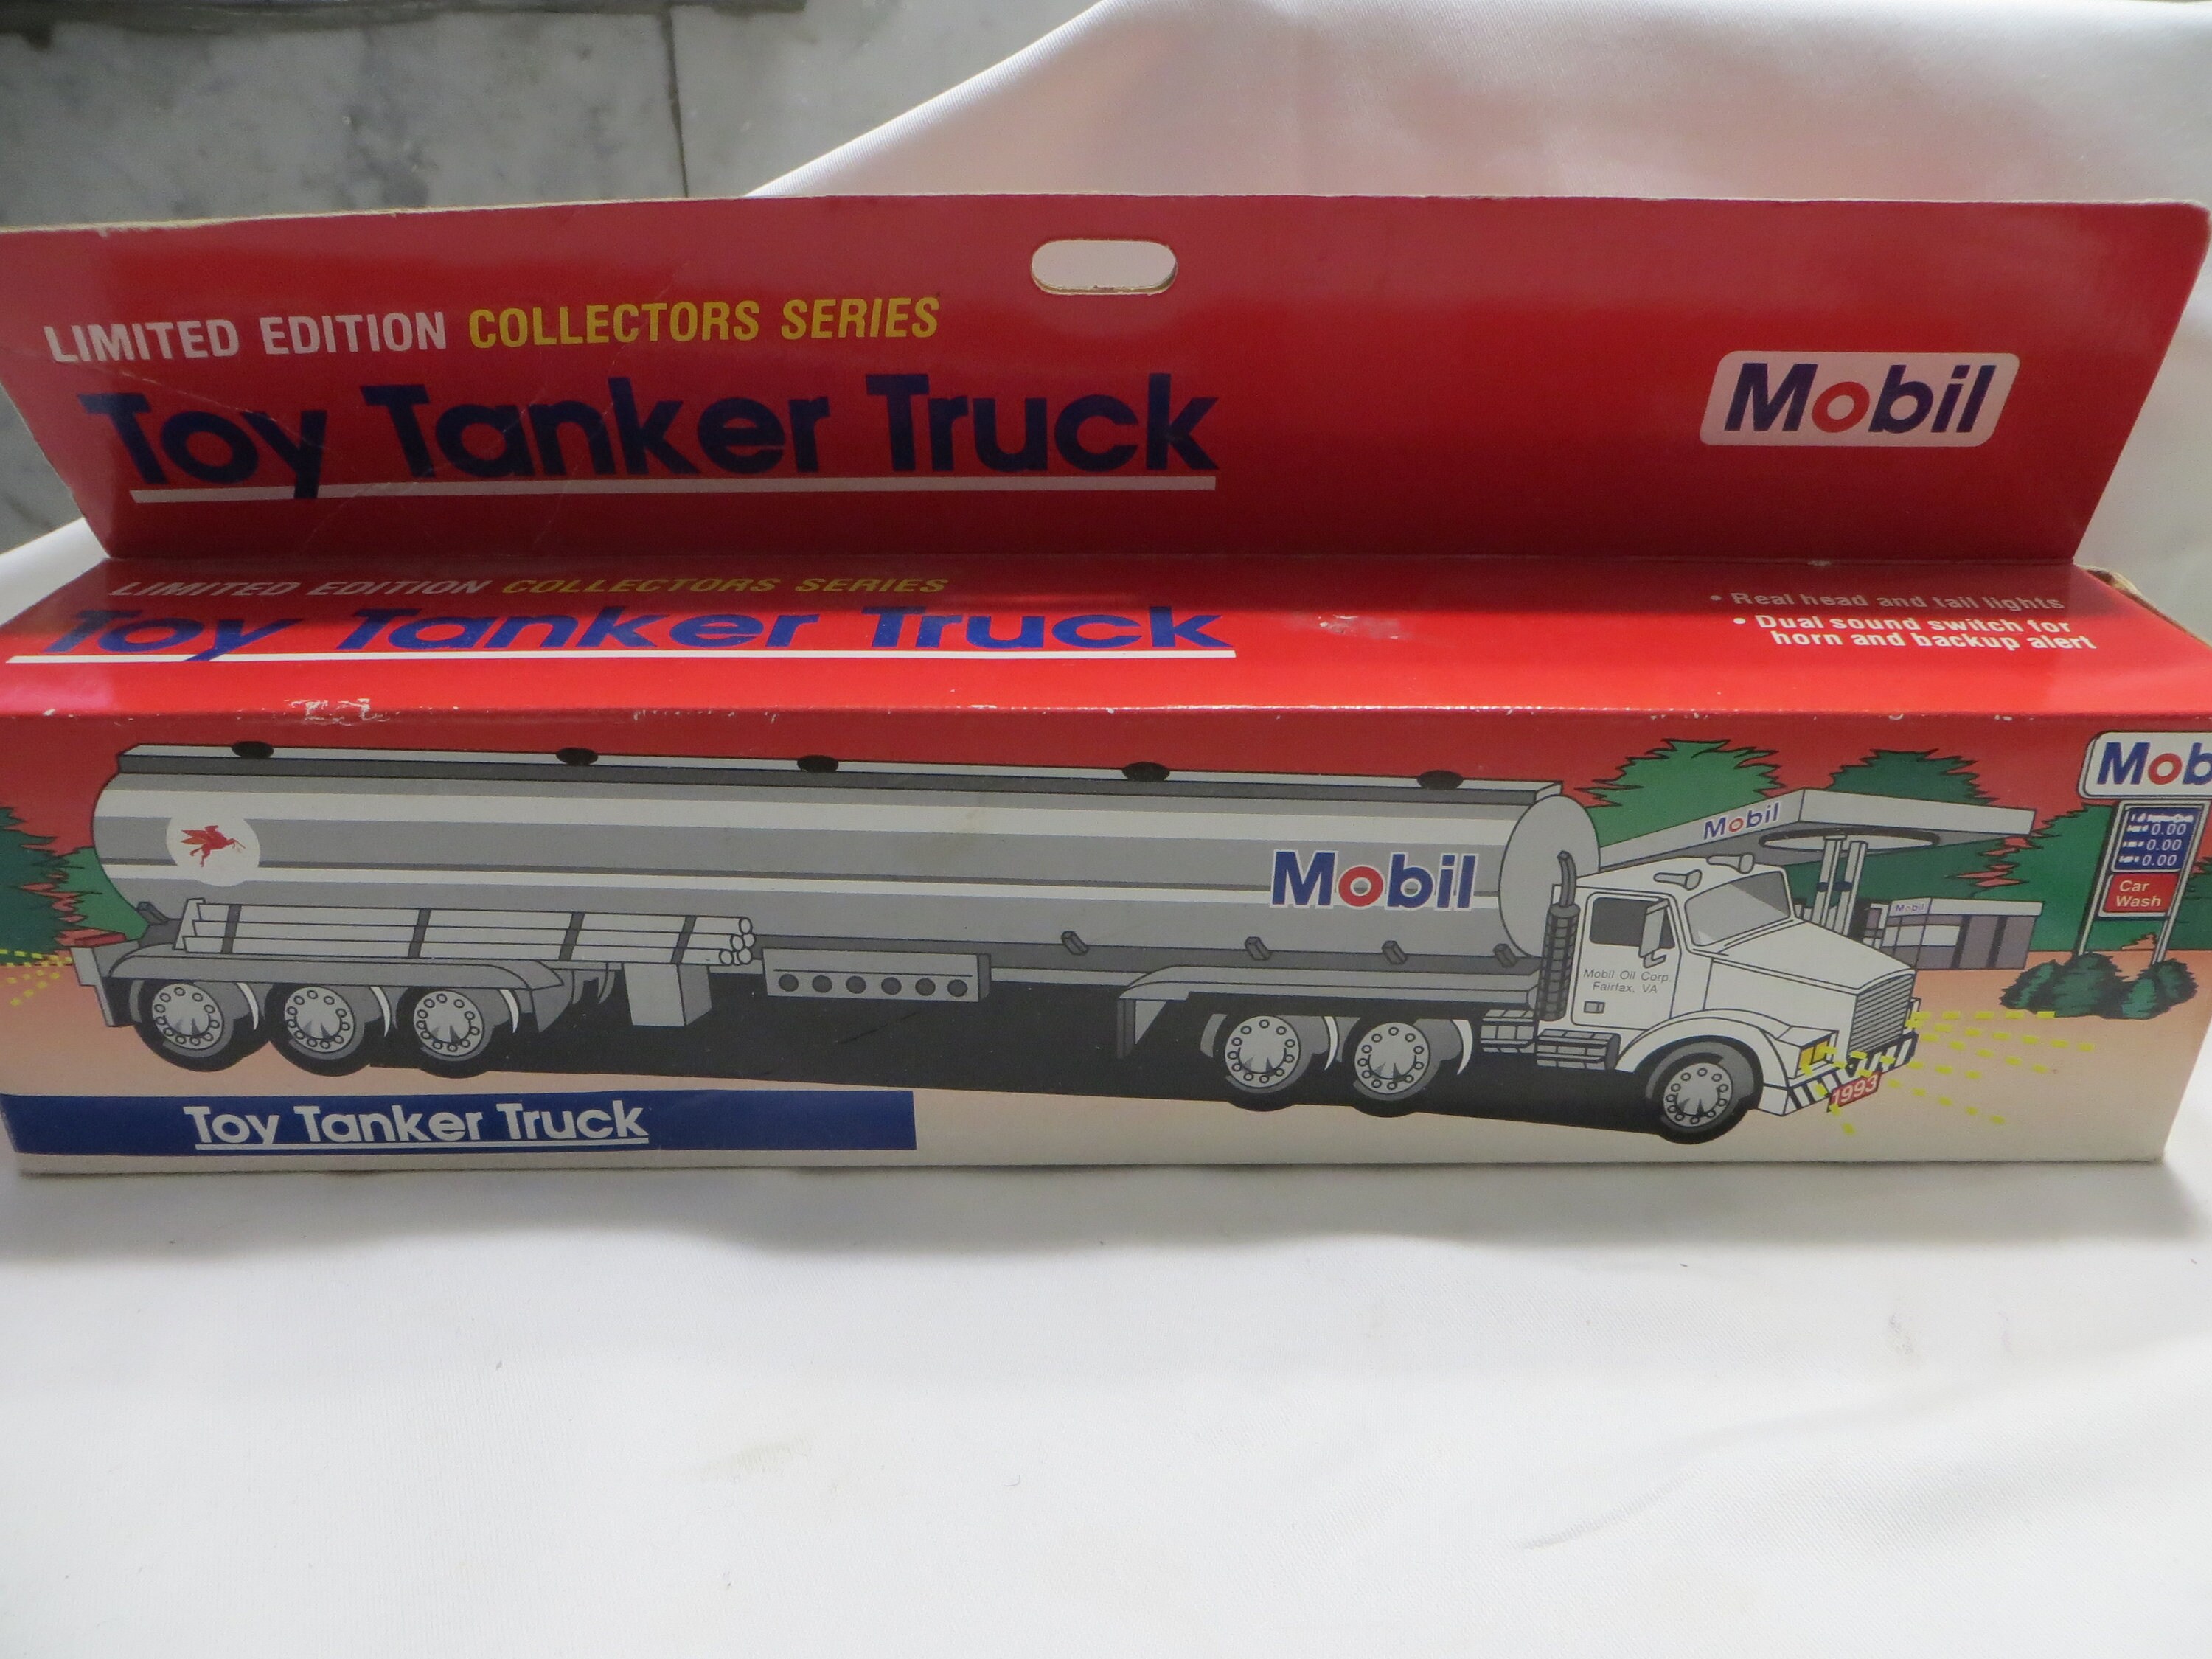 LIMITED EDITION COLLECTORS SERIES
Toy Tanker Truck
Mobil
LIMITED EDITION COLLECTORS SERIES
Toy Tanker Truck
• Real head and tail lights
• Dual sound switch for
horn and backup alert
Mobil
Mobil
Mob
0.00
0.00
0.00
Car
Wash
Mobil
Mobil Oil Corp.
Fairfax, VA
1993
Toy Tanker Truck